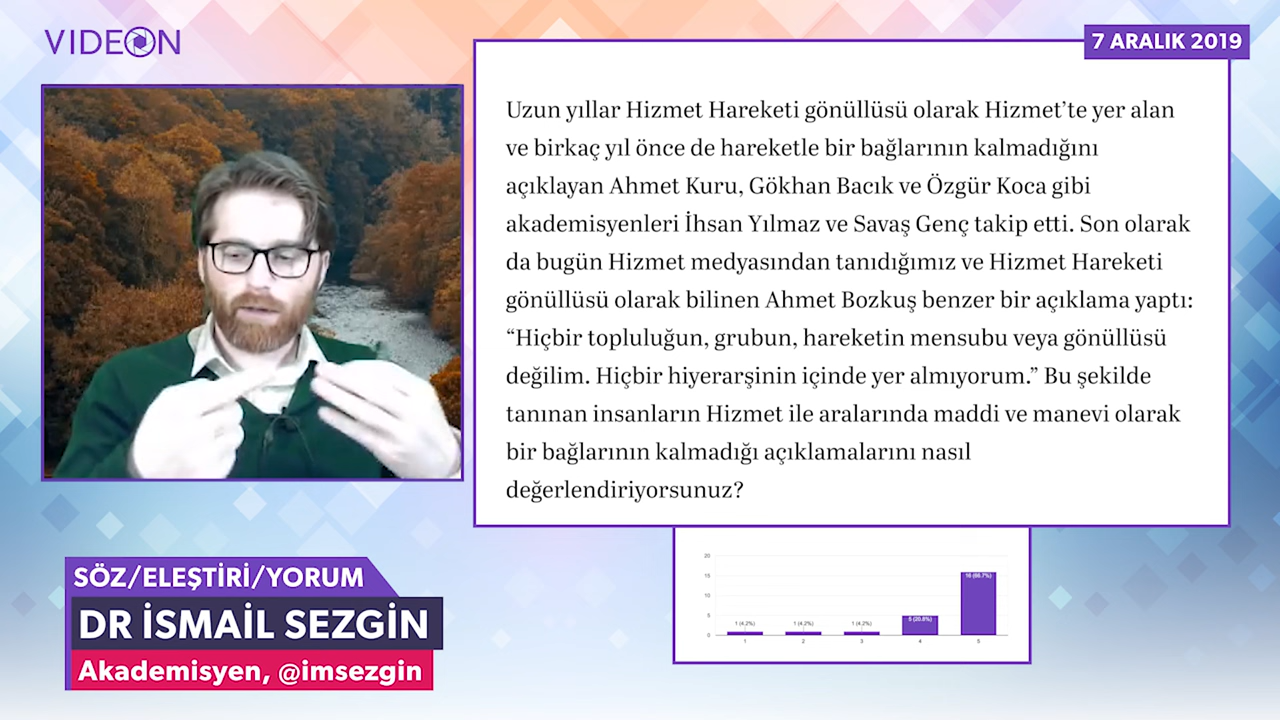 VIDEON
7 ARALIK 2019
Uzun yıllar Hizmet Hareketi gönüllüsü olarak Hizmet’te yer alan
ve birkaç yıl önce de hareketle bir bağlarının kalmadığını
açıklayan Ahmet Kuru, Gökhan Bacık ve Özgür Koca gibi
akademisyenleri İhsan Yılmaz ve Savaş Genç takip etti. Son olarak
da bugün Hizmet medyasından tanıdığımız ve Hizmet Hareketi
gönüllüsü olarak bilinen Ahmet Bozkuş benzer bir açıklama yaptı:
“Hiçbir topluluğun, grubun, hareketin mensubu veya gönüllüsü
değilim. Hiçbir hiyerarşinin içinde yer almıyorum.” Bu şekilde
tanınan insanların Hizmet ile aralarında maddi ve manevi olarak
bir bağlarının kalmadığı açıklamalarını nasıl
değerlendiriyorsunuz?
20
15
10
5
0
1 (4.2%)
1 (4.2%)
1 (4.2%)
5 (20.8%)
16 (66.7%)
1 2 3 4 5
SÖZ/ELEŞTİRİ/YORUM
DR İSMAİL SEZGİN
Akademisyen, @imsezgin